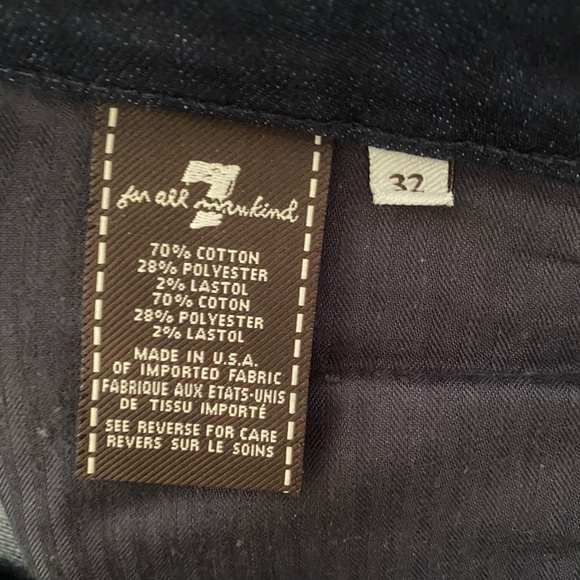 7
for all mankind
32
70% COTTON
28% POLYESTER
2% LASTOL
70% COTON
28% POLYESTER
2% LASTOL
MADE IN U.S.A.
OF IMPORTED FABRIC
FABRIQUE AUX ETATS-UNIS
DE TISSU IMPORTÉ
SEE REVERSE FOR CARE
REVERS SUR LE SOINS